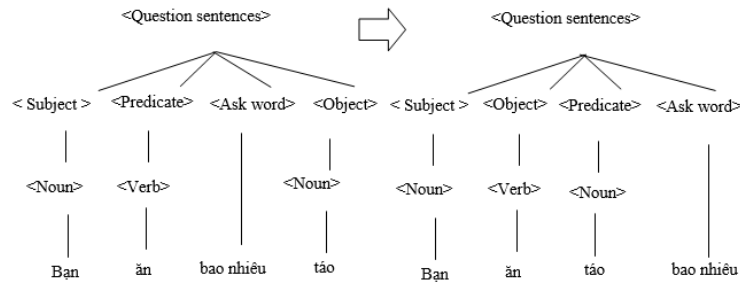 <Question sentences> <Question sentences>
< Subject > <Predicate> <Ask word> <Object> < Subject > <Object> <Predicate> <Ask word>
<Noun> <Verb> <Noun> <Noun> <Verb> <Noun>
Bạn ăn bao nhiêu táo Bạn ăn táo bao nhiêu